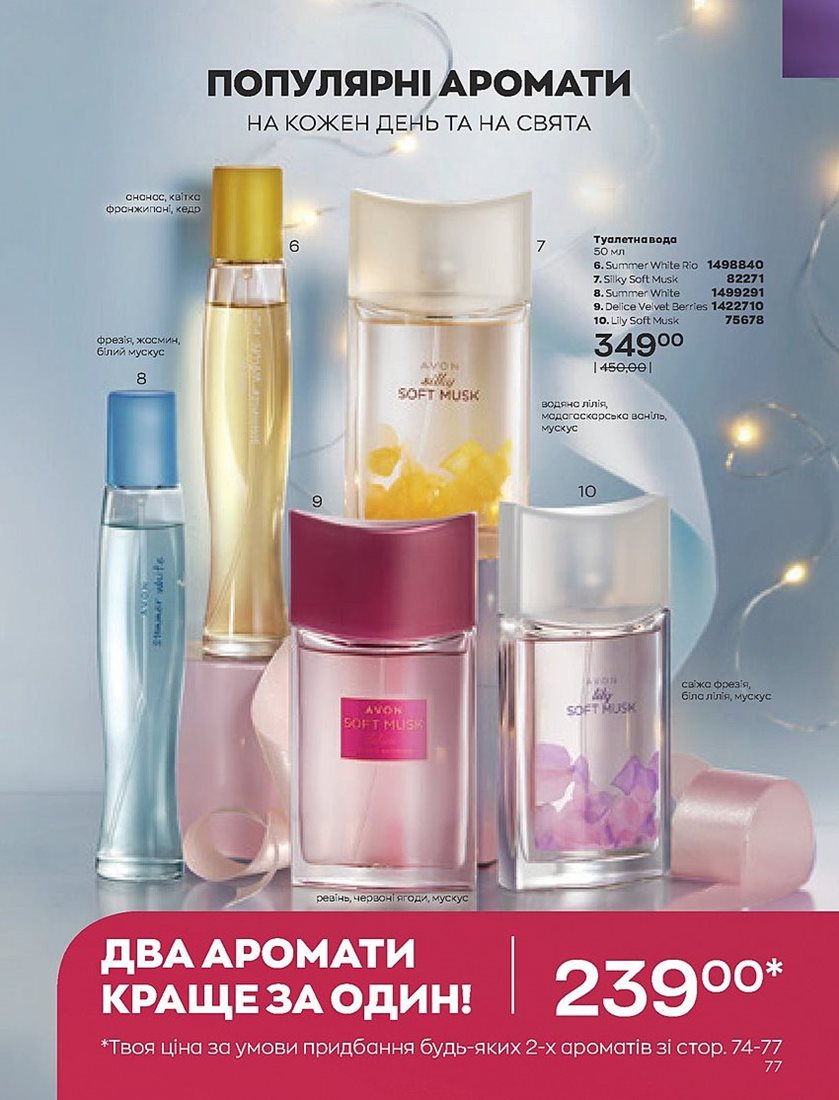 ПОПУЛЯРНІ АРОМАТИ
НА КОЖЕН ДЕНЬ ТА НА СВЯТА
ананас, квітка
франжипані, кедр
6
7
Туалетна вода
50 мл
6. Summer White Rio 1498840
7. Silky Soft Musk 82271
8. Summer White 1499291
9. Delice Velvet Berries 1422710
10. Lily Soft Musk 75678
349⁰⁰
|450,00|
фрезія, жасмин,
білий мускус
8
AVON
silky
SOFT MUSK
водяна лілія,
мадагаскарська ваніль,
мускус
9
10
AVON
Summer White
AVON
SOFT MUSK
AVON
lily
SOFT MUSK
свіжа фрезія,
біла лілія, мускус
ревінь, червоні ягоди, мускус
ДВА АРОМАТИ
КРАЩЕ ЗА ОДИН!
239⁰⁰*
*Твоя ціна за умови придбання будь-яких 2-х ароматів зі стор. 74-77
77